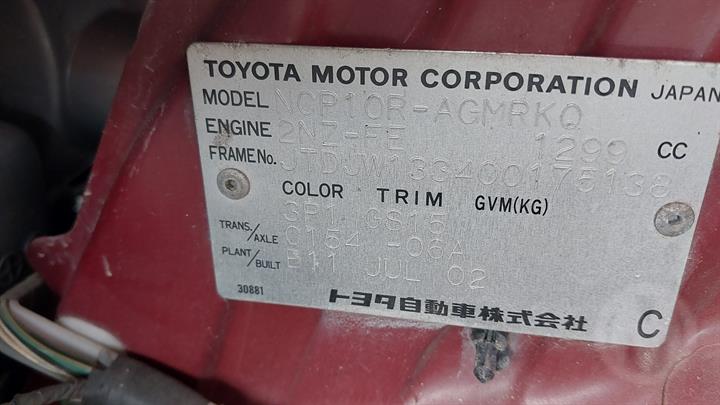 TOYOTA MOTOR CORPORATION JAPAN
MODEL NCP10R-AGMRKQ
ENGINE 2NZ-FE 1299 CC
FRAME No. JTDJW133400175138
COLOR TRIM GVM(KG)
3P1 GS15
TRANS./AXLE C154 -06A
PLANT/BUILT E11 JUL 02
30881 トヨタ自動車株式会社 C